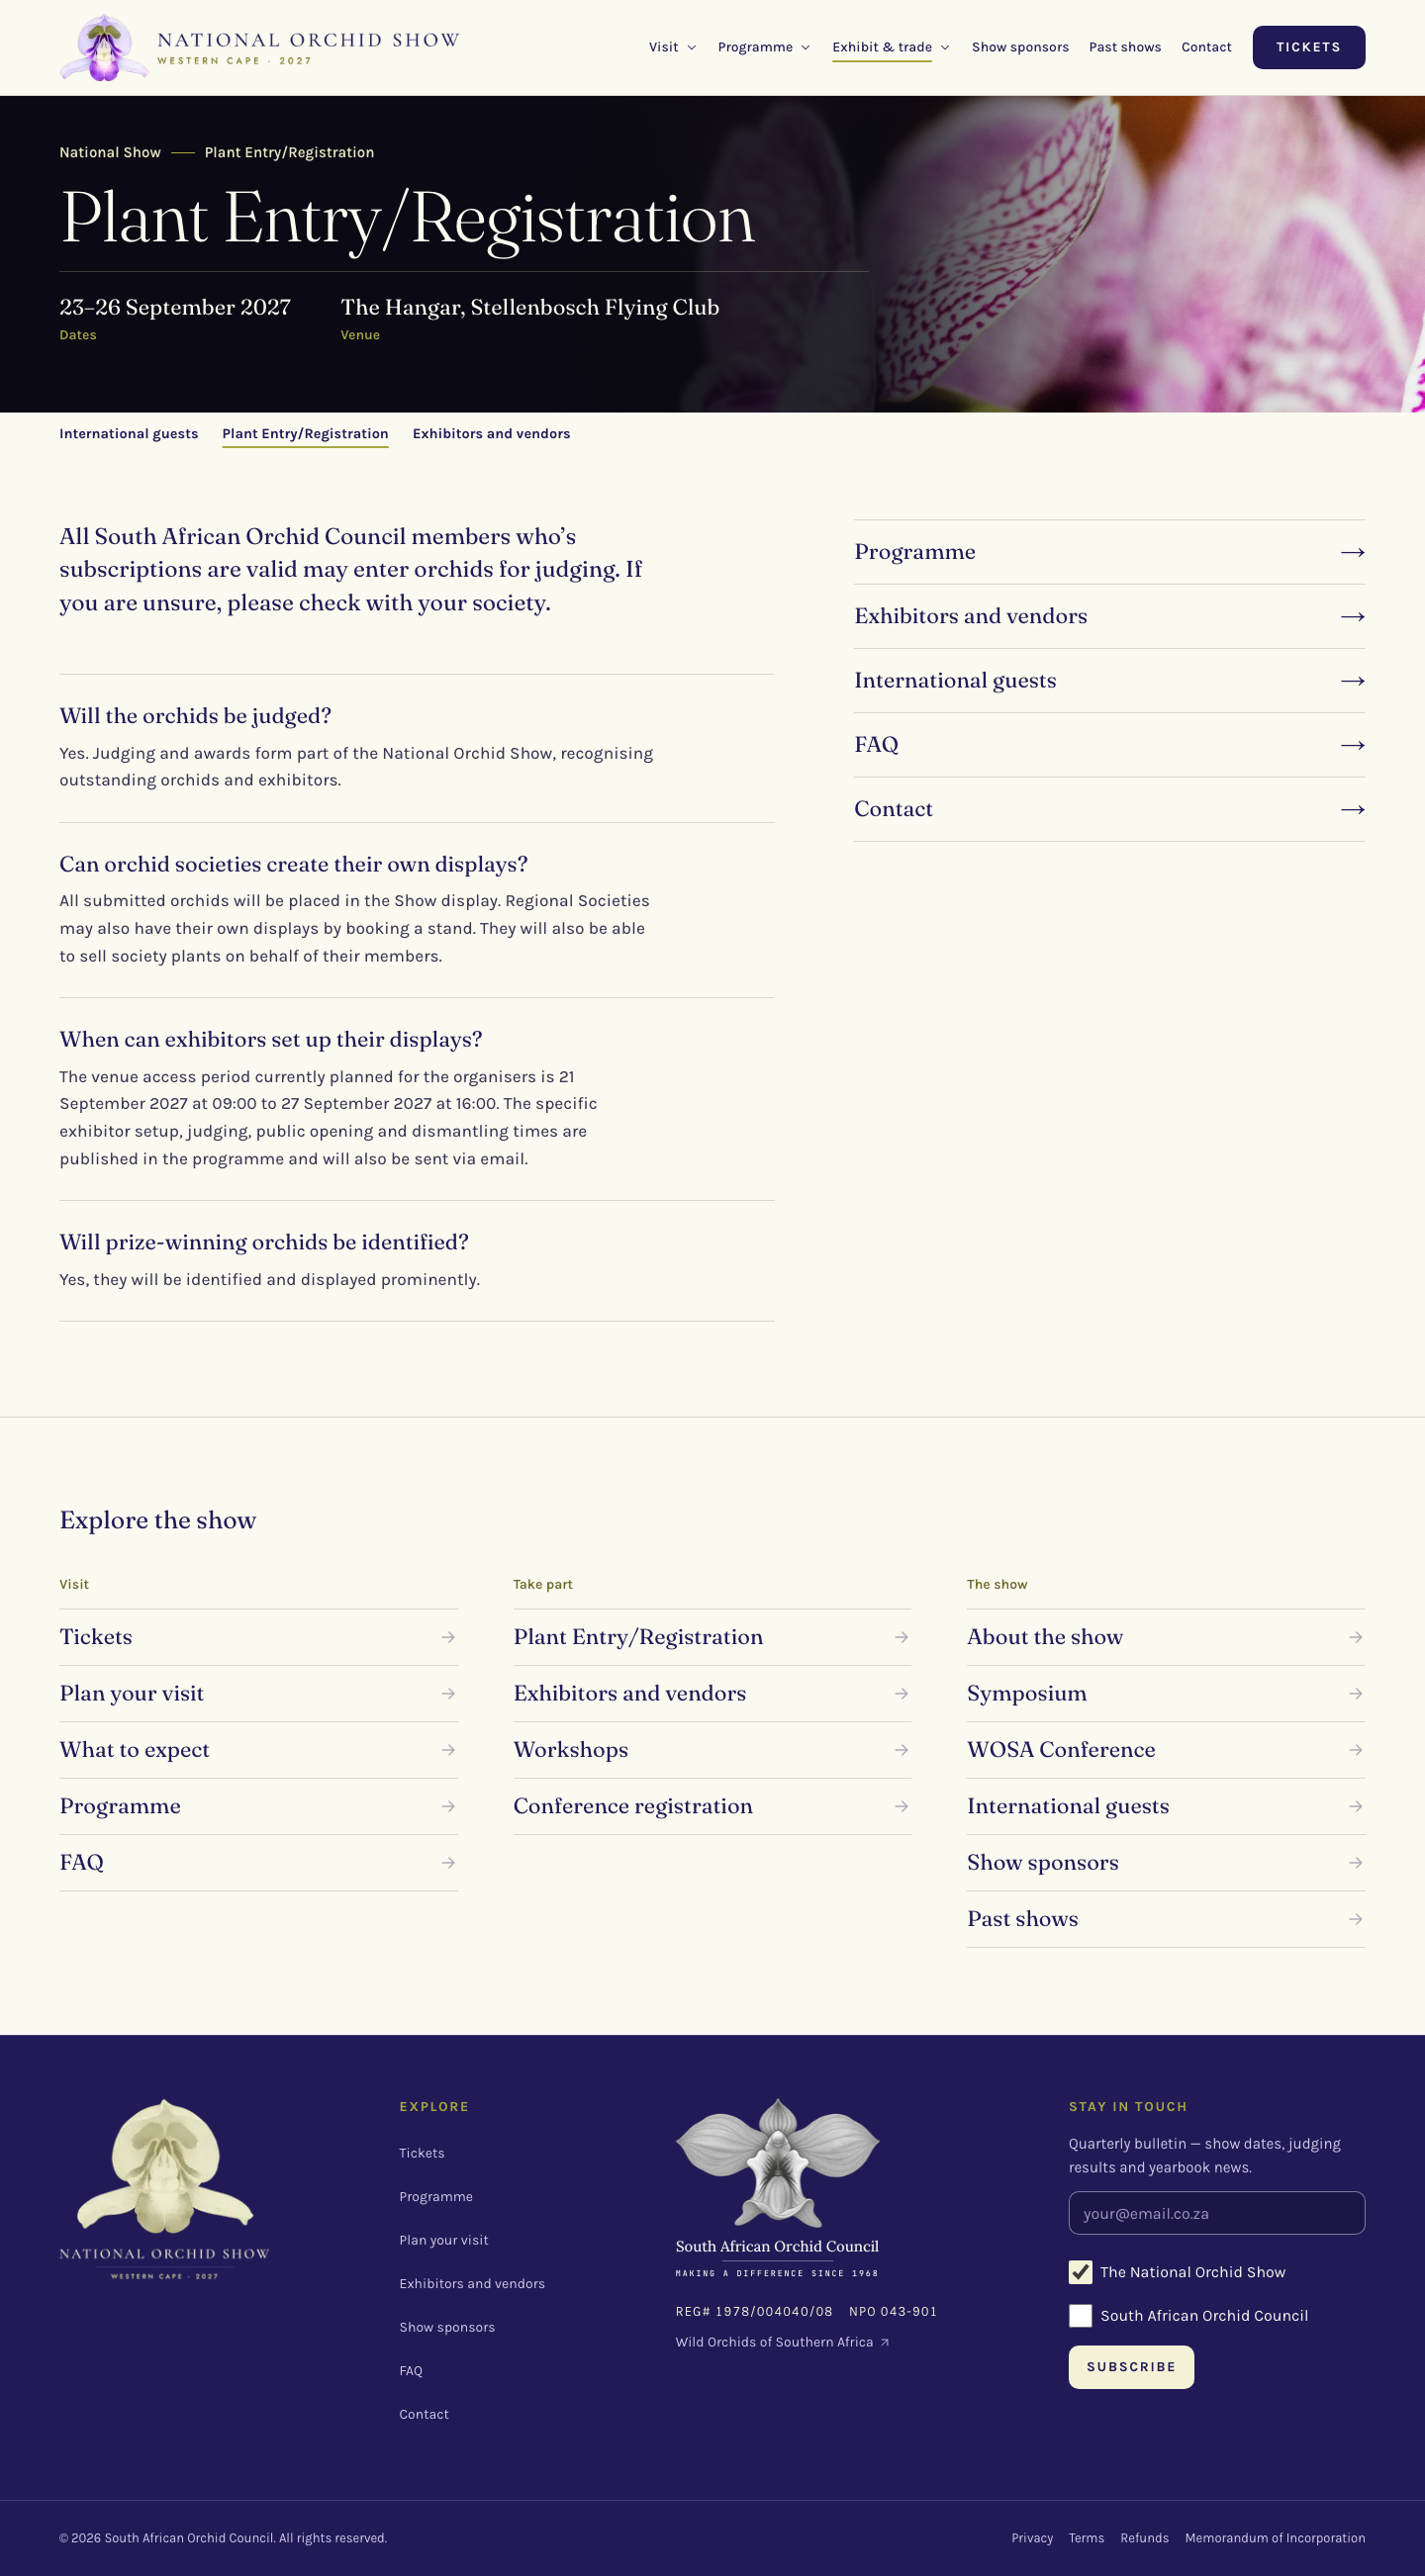 NATIONAL ORCHID SHOW
WESTERN CAPE · 2027
Visit
Programme
Exhibit & trade
Show sponsors
Past shows
Contact
TICKETS
National Show — Plant Entry/Registration
Plant Entry/Registration
23–26 September 2027
Dates
The Hangar, Stellenbosch Flying Club
Venue
International guests
Plant Entry/Registration
Exhibitors and vendors
All South African Orchid Council members who’s
subscriptions are valid may enter orchids for judging. If
you are unsure, please check with your society.
Will the orchids be judged?
Yes. Judging and awards form part of the National Orchid Show, recognising
outstanding orchids and exhibitors.
Can orchid societies create their own displays?
All submitted orchids will be placed in the Show display. Regional Societies
may also have their own displays by booking a stand. They will also be able
to sell society plants on behalf of their members.
When can exhibitors set up their displays?
The venue access period currently planned for the organisers is 21
September 2027 at 09:00 to 27 September 2027 at 16:00. The specific
exhibitor setup, judging, public opening and dismantling times are
published in the programme and will also be sent via email.
Will prize-winning orchids be identified?
Yes, they will be identified and displayed prominently.
Programme
Exhibitors and vendors
International guests
FAQ
Contact
Explore the show
Visit
Tickets
Plan your visit
What to expect
Programme
FAQ
Take part
Plant Entry/Registration
Exhibitors and vendors
Workshops
Conference registration
The show
About the show
Symposium
WOSA Conference
International guests
Show sponsors
Past shows
NATIONAL ORCHID SHOW
WESTERN CAPE · 2027
EXPLORE
Tickets
Programme
Plan your visit
Exhibitors and vendors
Show sponsors
FAQ
Contact
South African Orchid Council
MAKING A DIFFERENCE SINCE 1968
REG# 1978/004040/08 NPO 043-901
Wild Orchids of Southern Africa
STAY IN TOUCH
Quarterly bulletin — show dates, judging
results and yearbook news.
your@email.co.za
The National Orchid Show
South African Orchid Council
SUBSCRIBE
© 2026 South African Orchid Council. All rights reserved.
Privacy
Terms
Refunds
Memorandum of Incorporation